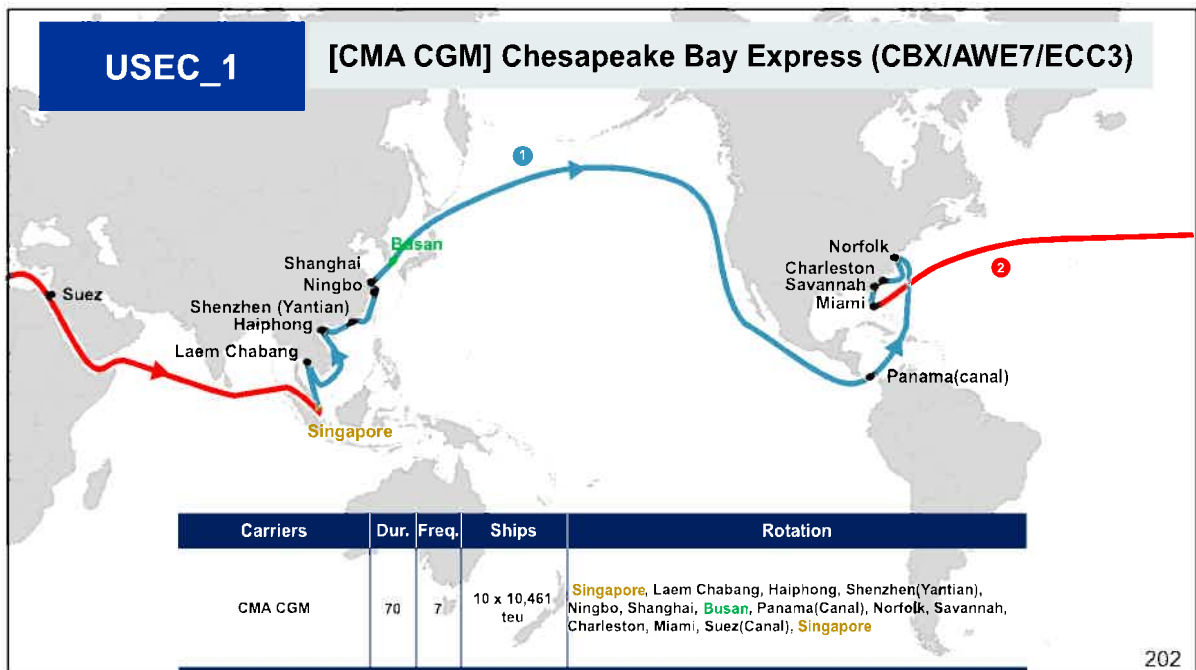 USEC_1
[CMA CGM] Chesapeake Bay Express (CBX/AWE7/ECC3)
1
Busan
Norfolk
Shanghai
Charleston
2
Ningbo
Savannah
Suez
Miami
Shenzhen (Yantian)
Haiphong
Laem Chabang
Panama(canal)
Singapore
Carriers Dur. Freq. Ships Rotation
CMA CGM 70 7 10 x 10,461 teu
Singapore, Laem Chabang, Haiphong, Shenzhen(Yantian),
Ningbo, Shanghai, Busan, Panama(Canal), Norfolk, Savannah,
Charleston, Miami, Suez(Canal), Singapore
202